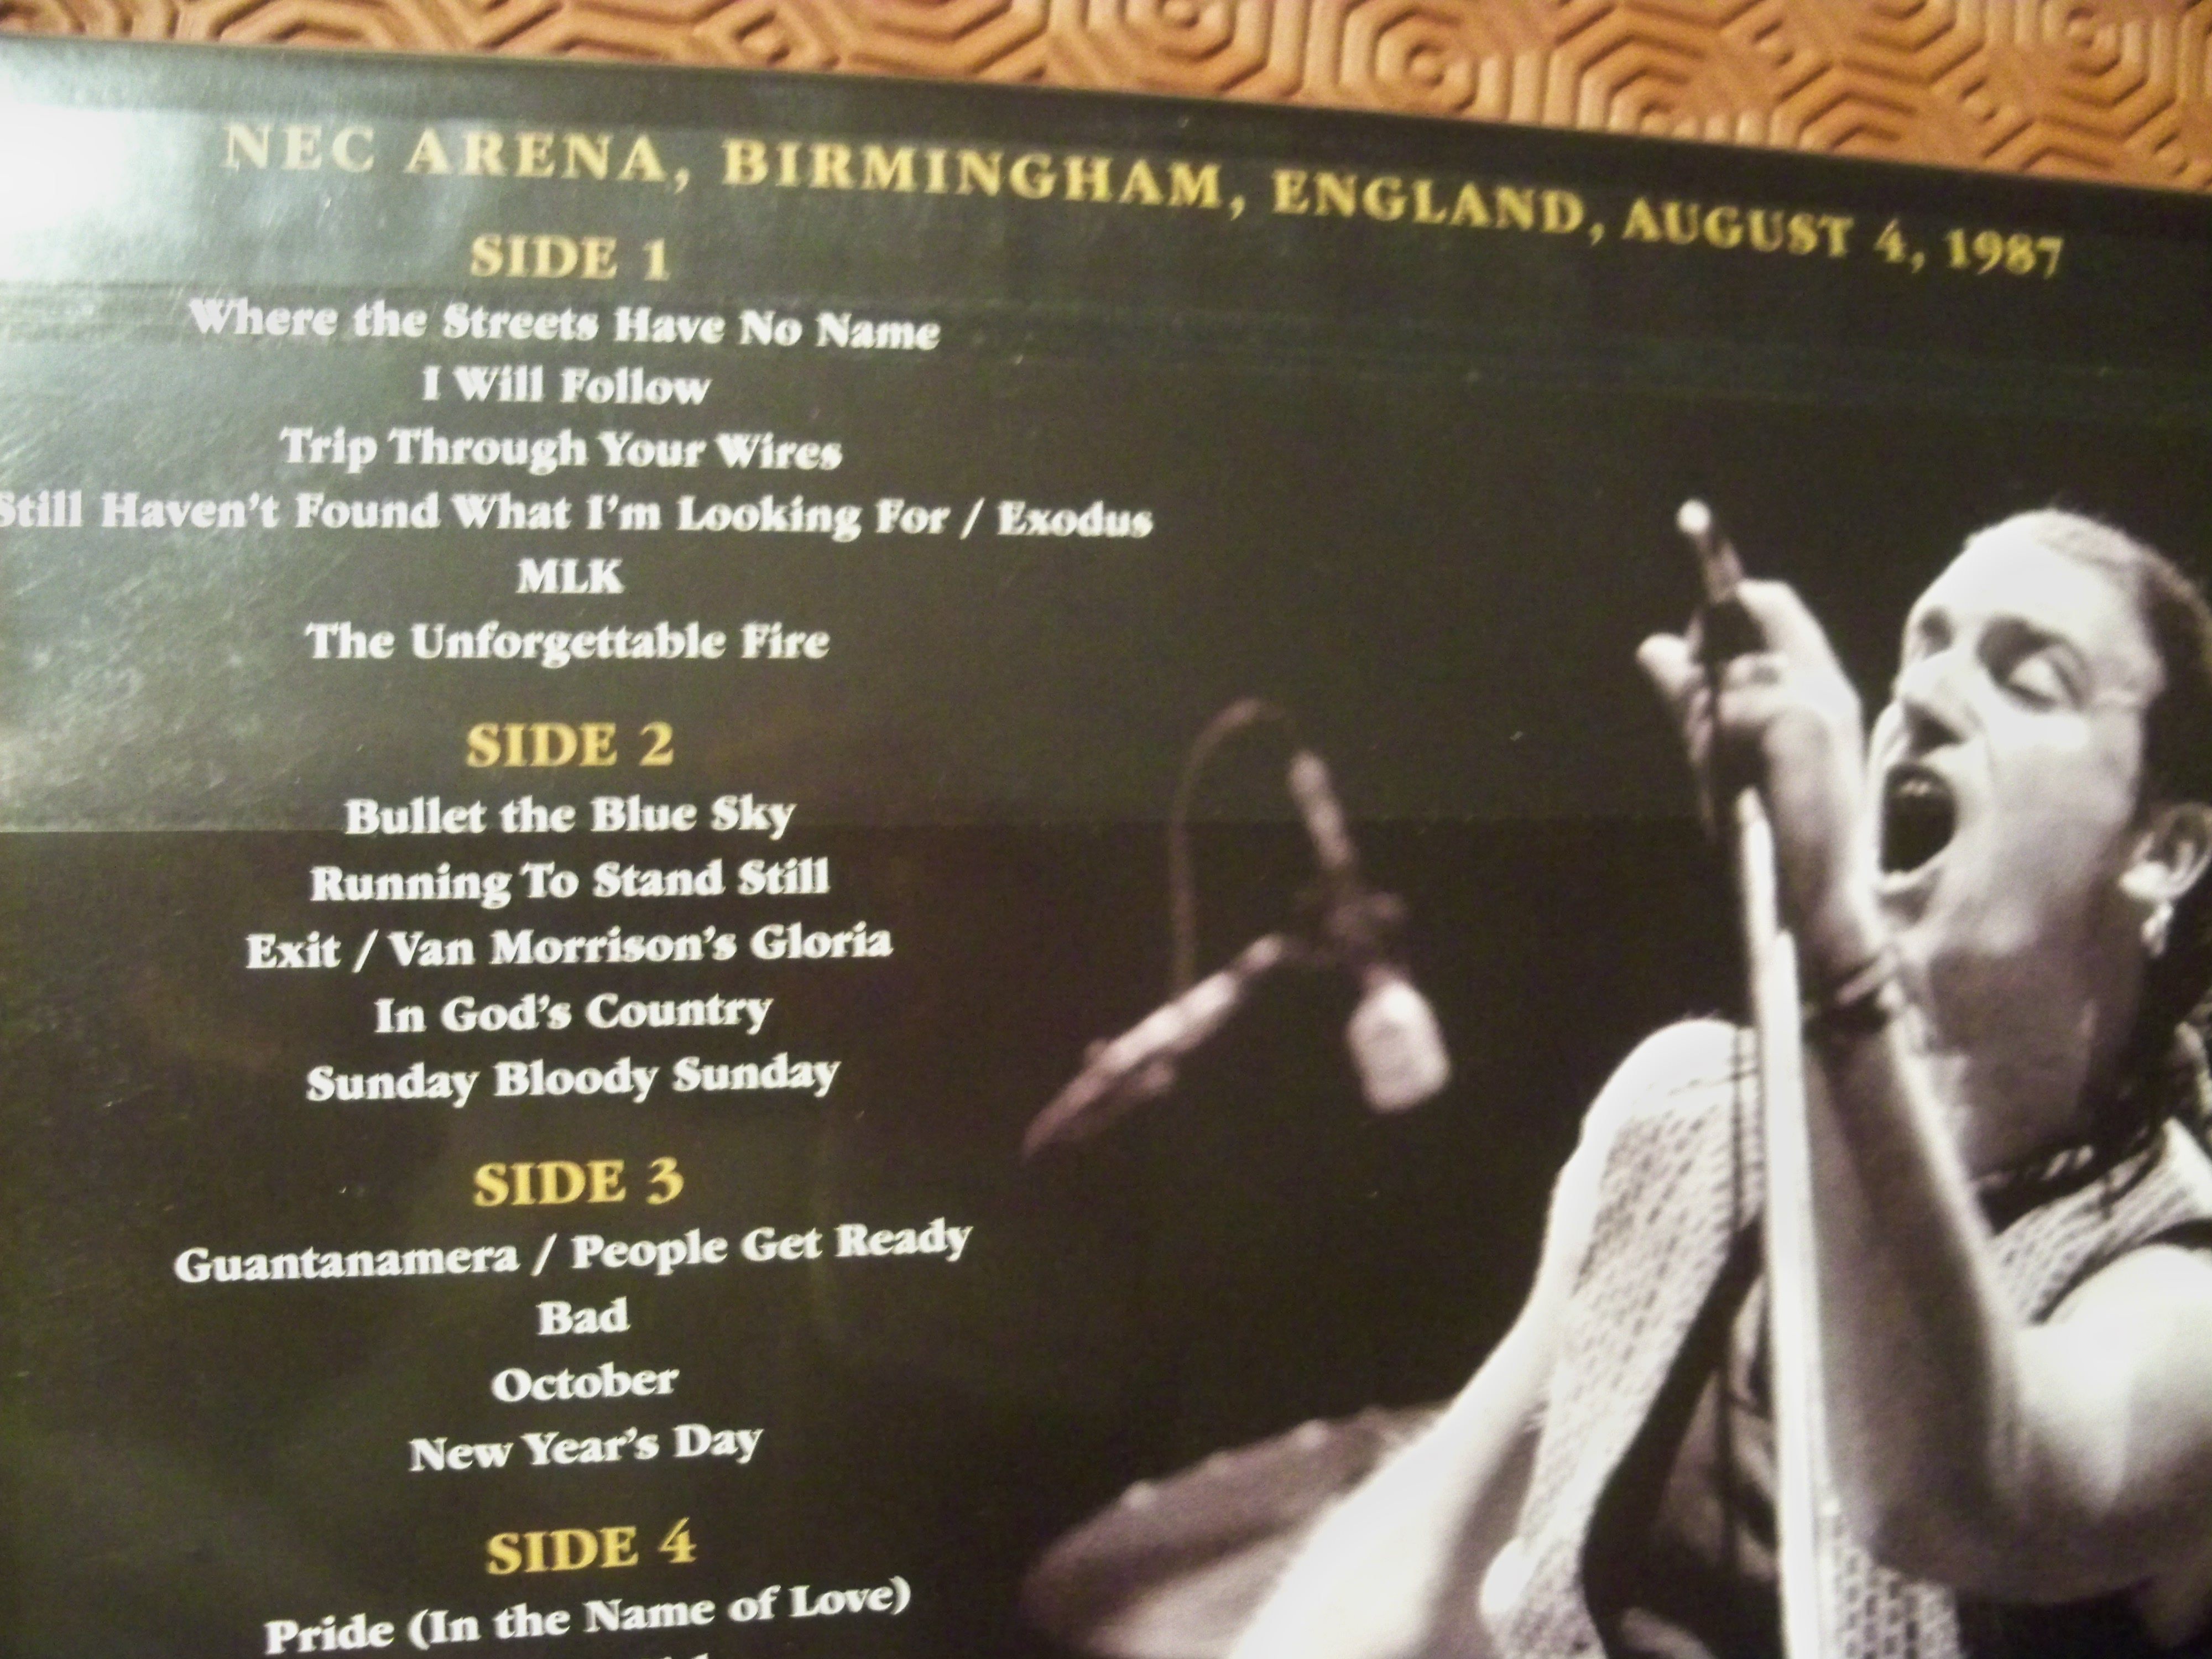 NEC ARENA, BIRMINGHAM, ENGLAND, AUGUST 4, 1987
SIDE 1
Where the Streets Have No Name
I Will Follow
Trip Through Your Wires
Still Haven't Found What I'm Looking For / Exodus
MLK
The Unforgettable Fire
SIDE 2
Bullet the Blue Sky
Running To Stand Still
Exit / Van Morrison's Gloria
In God's Country
Sunday Bloody Sunday
SIDE 3
Guantanamera / People Get Ready
Bad
October
New Year's Day
SIDE 4
Pride (In the Name of Love)